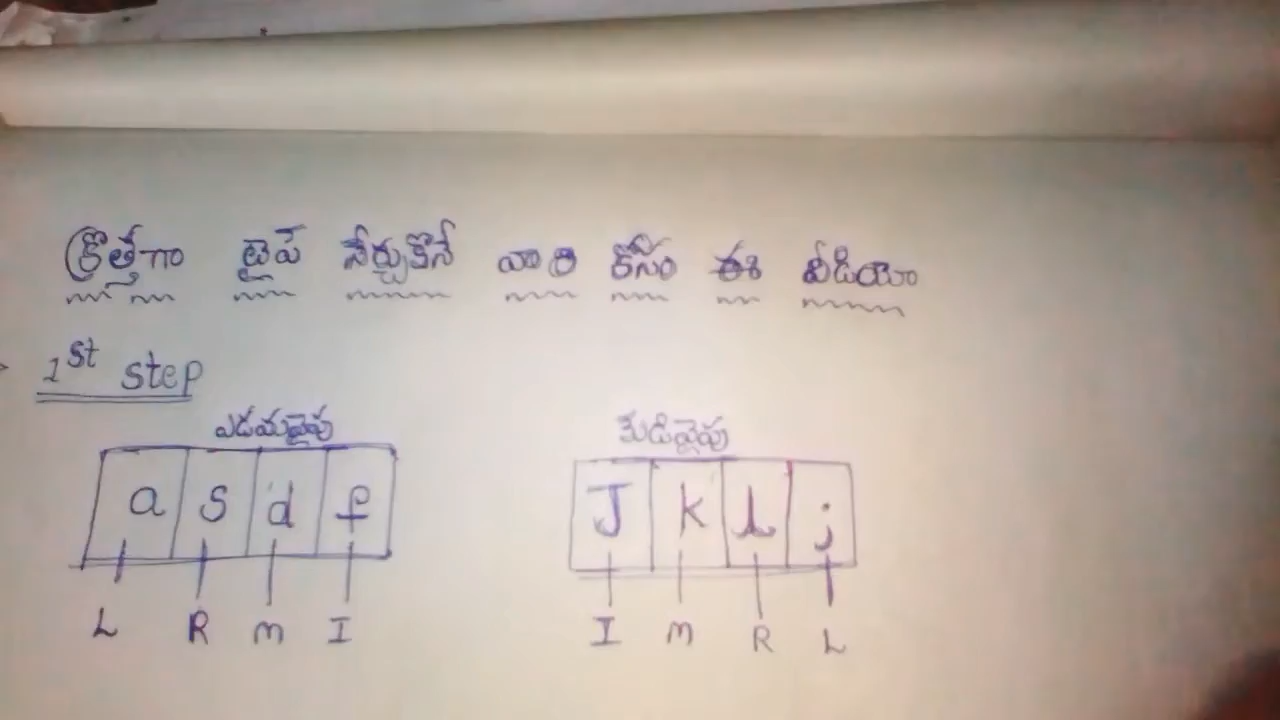 క్రొత్తగా టైపే నేర్చుకొనే వారి కోసం ఈ వీడియో
1st step
ఎడమవైపు కుడివైపు
a s d f J k l ;
L R m I I m R L